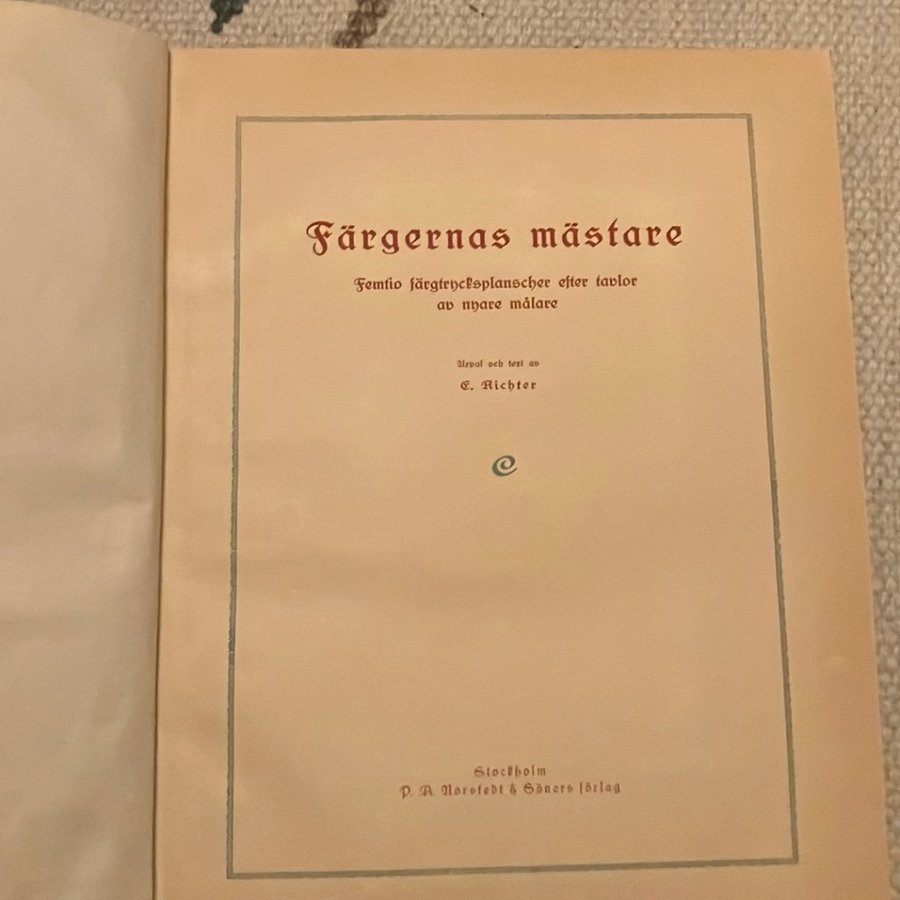 Färgernas mästare
Femtio färgtrycksplanscher efter tavlor
av nyare målare
Urval och text av
E. Richter
Stockholm
P. A. Norstedt & Söners förlag